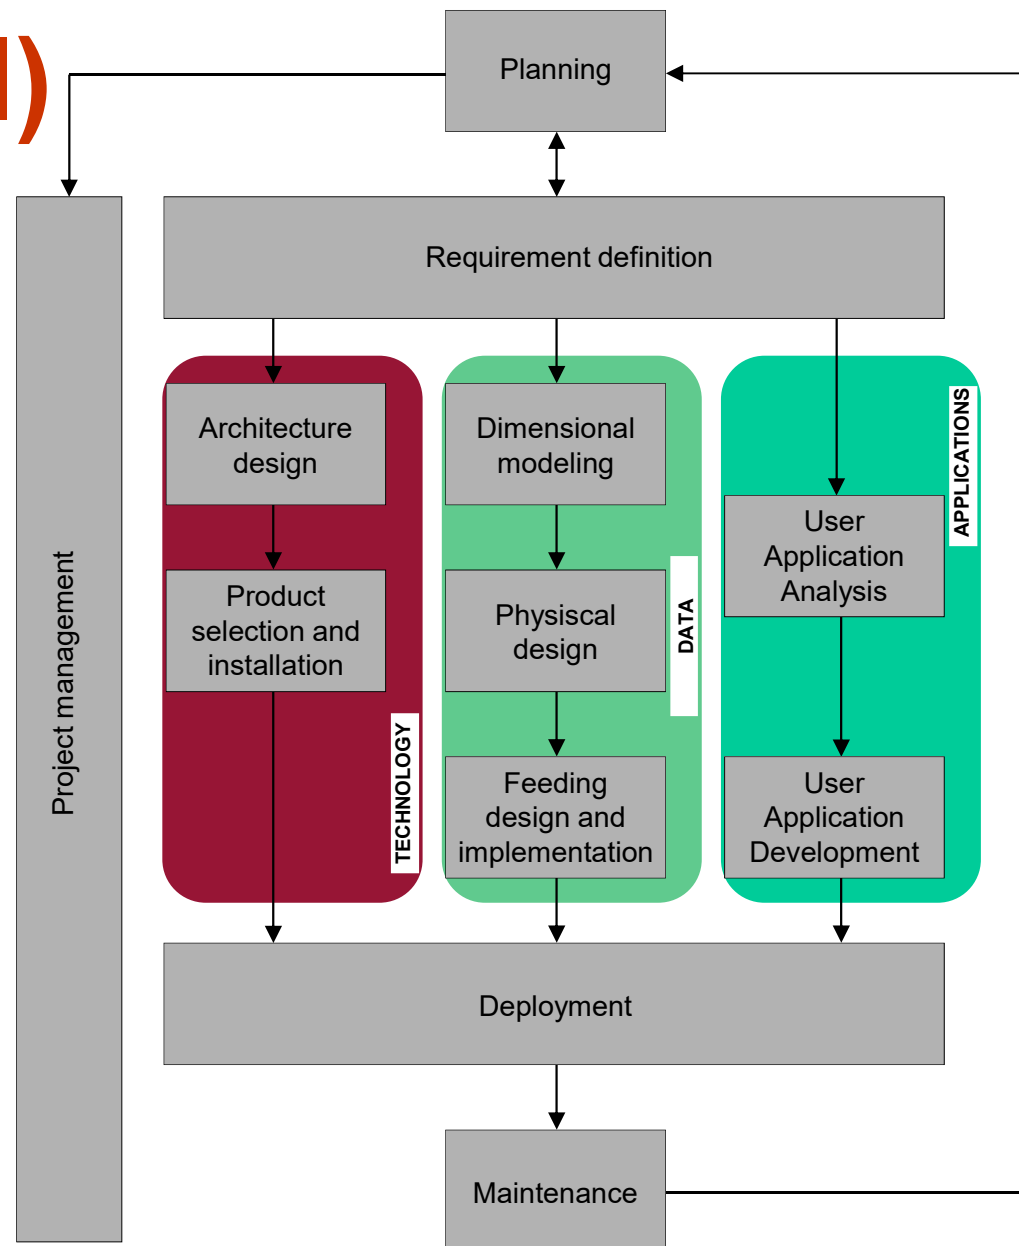 )
Planning
Requirement definition
Project management
Architecture
design
Product
selection and
installation
TECHNOLOGY
Dimensional
modeling
Physiscal
design
Feeding
design and
implementation
DATA
User
Application
Analysis
User
Application
Development
APPLICATIONS
Deployment
Maintenance